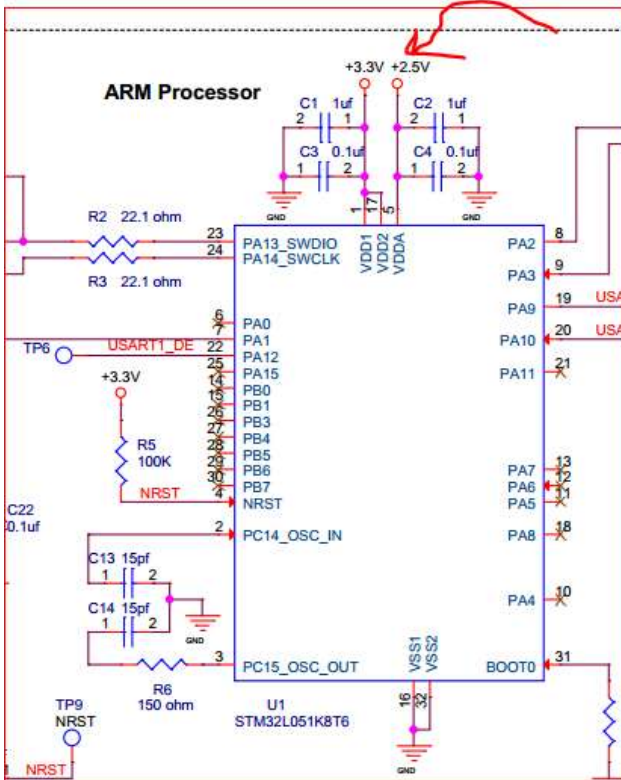 +3.3V +2.5V
ARM Processor
C1 1uf
2 1
C3 0.1uf
1 2
C2 1uf
2 1
C4 0.1uf
1 2
GND
GND
1
17
5
VDD1
VDD2
VDDA
R2 22.1 ohm
R3 22.1 ohm
23 PA13_SWDIO
24 PA14_SWCLK
6 PA0
7 PA1
TP6
USART1_DE
22 PA12
25 PA15
14 PB0
15 PB1
26 PB3
27 PB4
28 PB5
29 PB6
30 PB7
+3.3V
R5
100K
NRST
4 NRST
2 PC14_OSC_IN
C22
0.1uf
C13 15pf
1 2
C14 15pf
1 2
GND
3 PC15_OSC_OUT
R6
150 ohm
PA2 8
PA3 9
PA9 19
USA
PA10 20
USA
PA11 21
PA7 13
PA6 12
PA5 11
PA8 18
PA4 10
BOOT0 31
VSS1
VSS2
16
32
GND
U1
STM32L051K8T6
TP9
NRST
1 NRST